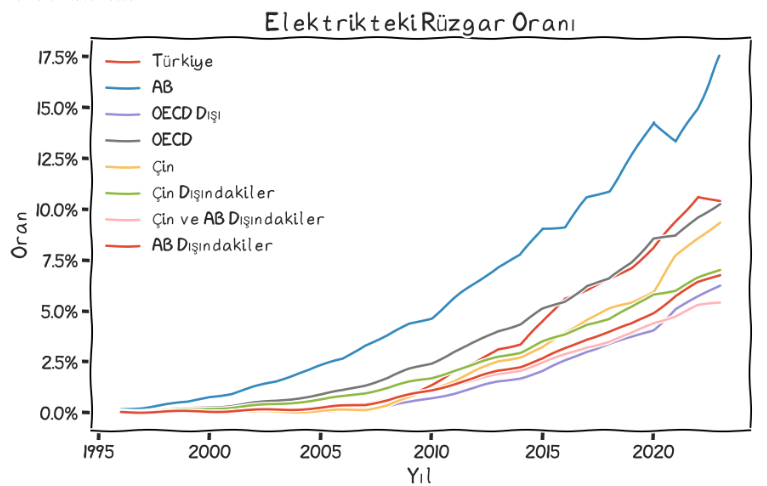 Elektrikteki Rüzgar Oranı
17.5%
15.0%
12.5%
10.0%
7.5%
5.0%
2.5%
0.0%
Oran
Türkiye
AB
OECD Dışı
OECD
Çin
Çin Dışındakiler
Çin ve AB Dışındakiler
AB Dışındakiler
1995 2000 2005 2010 2015 2020
Yıl